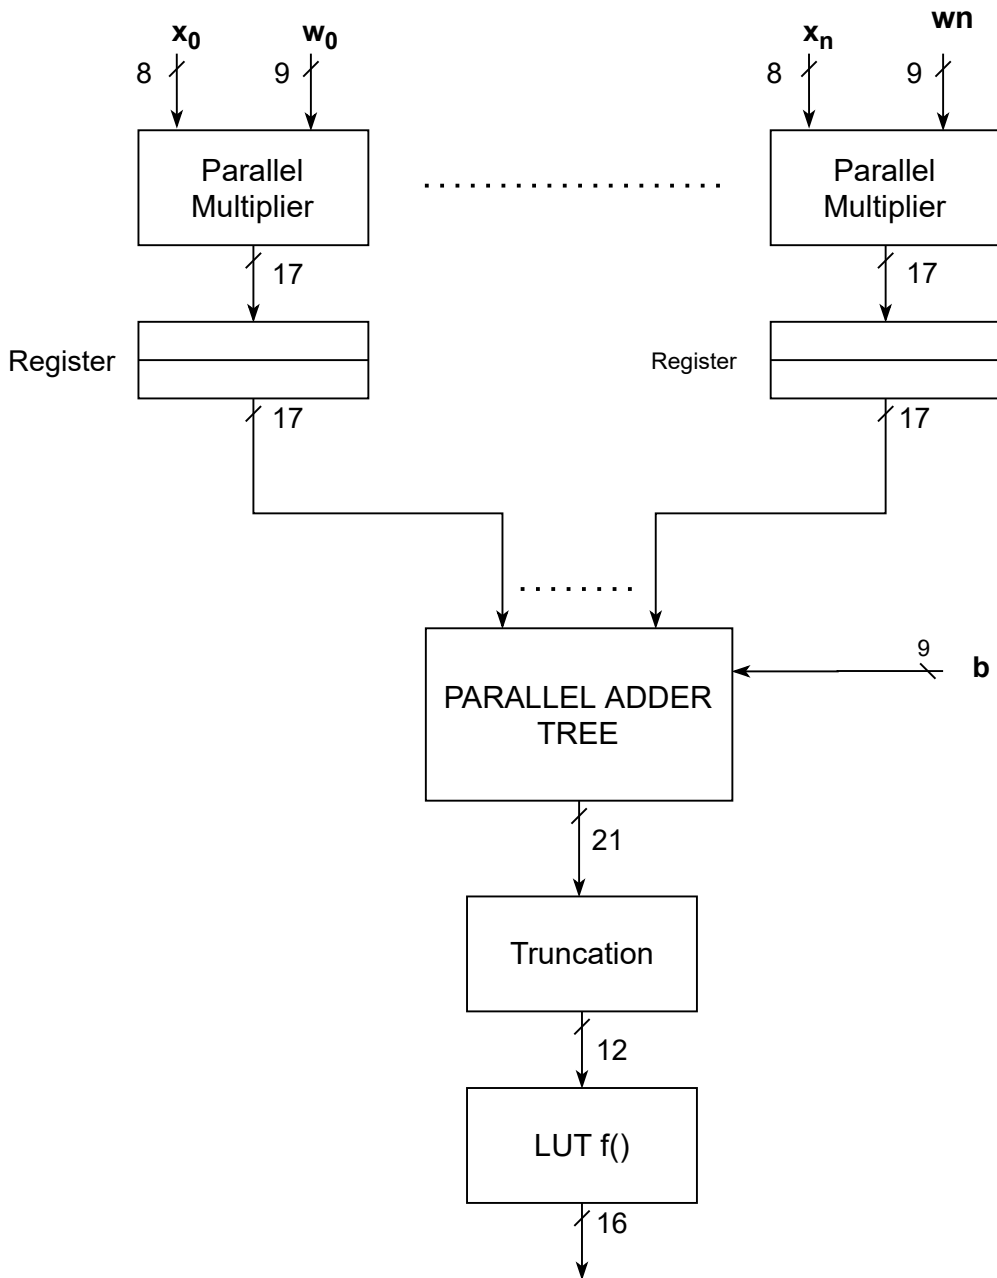 x0 w0 xn wn
8 9 8 9
Parallel
Multiplier
Parallel
Multiplier
17 17
Register
Register
17 17
9
b
PARALLEL ADDER
TREE
21
Truncation
12
LUT f()
16